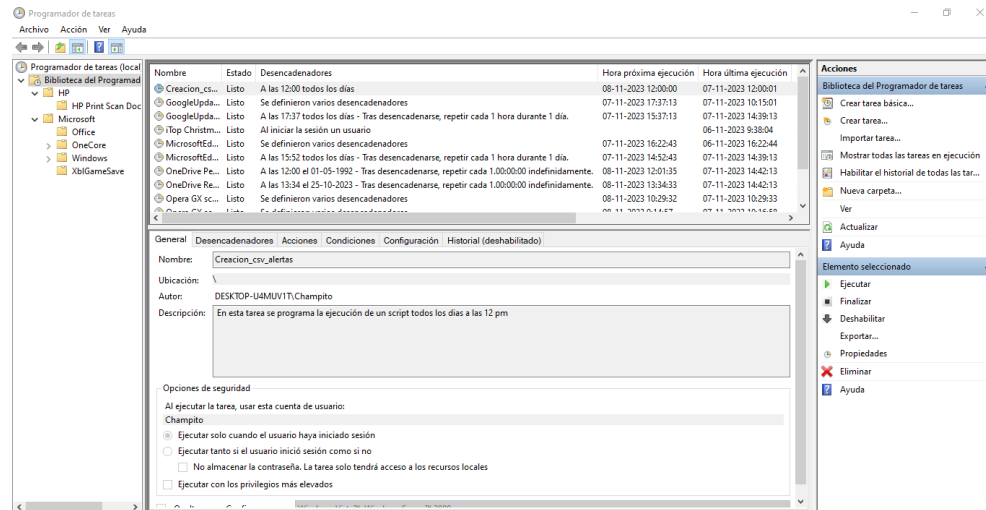 Programador de tareas
Archivo Acción Ver Ayuda
Programador de tareas (local
Biblioteca del Programad
HP
HP Print Scan Doc
Microsoft
Office
OneCore
Windows
XblGameSave
Nombre Estado Desencadenadores Hora próxima ejecución Hora última ejecución
Creacion_cs... Listo A las 12:00 todos los días 08-11-2023 12:00:00 07-11-2023 12:00:01
GoogleUpda... Listo Se definieron varios desencadenadores 07-11-2023 17:37:13 07-11-2023 10:15:01
GoogleUpda... Listo A las 17:37 todos los días - Tras desencadenarse, repetir cada 1 hora durante 1 día. 07-11-2023 15:37:13 07-11-2023 14:39:13
iTop Christm... Listo Al iniciar la sesión un usuario 06-11-2023 9:38:04
MicrosoftEd... Listo Se definieron varios desencadenadores 07-11-2023 16:22:43 06-11-2023 16:22:44
MicrosoftEd... Listo A las 15:52 todos los días - Tras desencadenarse, repetir cada 1 hora durante 1 día. 07-11-2023 14:52:43 07-11-2023 14:39:13
OneDrive Pe... Listo A las 12:00 el 01-05-1992 - Tras desencadenarse, repetir cada 1.00:00:00 indefinidamente. 08-11-2023 12:01:35 07-11-2023 14:42:13
OneDrive Re... Listo A las 13:34 el 25-10-2023 - Tras desencadenarse, repetir cada 1.00:00:00 indefinidamente. 08-11-2023 13:34:33 07-11-2023 14:42:13
Opera GX sc... Listo Se definieron varios desencadenadores 08-11-2023 10:29:32 07-11-2023 10:29:33
General Desencadenadores Acciones Condiciones Configuración Historial (deshabilitado)
Nombre: Creacion_csv_alertas
Ubicación: \
Autor: DESKTOP-U4MUV1T\Champito
Descripción: En esta tarea se programa la ejecución de un script todos los dias a las 12 pm
Opciones de seguridad
Al ejecutar la tarea, usar esta cuenta de usuario:
Champito
Ejecutar solo cuando el usuario haya iniciado sesión
Ejecutar tanto si el usuario inició sesión como si no
No almacenar la contraseña. La tarea solo tendrá acceso a los recursos locales
Ejecutar con los privilegios más elevados
Acciones
Biblioteca del Programador de tareas
Crear tarea básica...
Crear tarea...
Importar tarea...
Mostrar todas las tareas en ejecución
Habilitar el historial de todas las tar...
Nueva carpeta...
Ver
Actualizar
Ayuda
Elemento seleccionado
Ejecutar
Finalizar
Deshabilitar
Exportar...
Propiedades
Eliminar
Ayuda